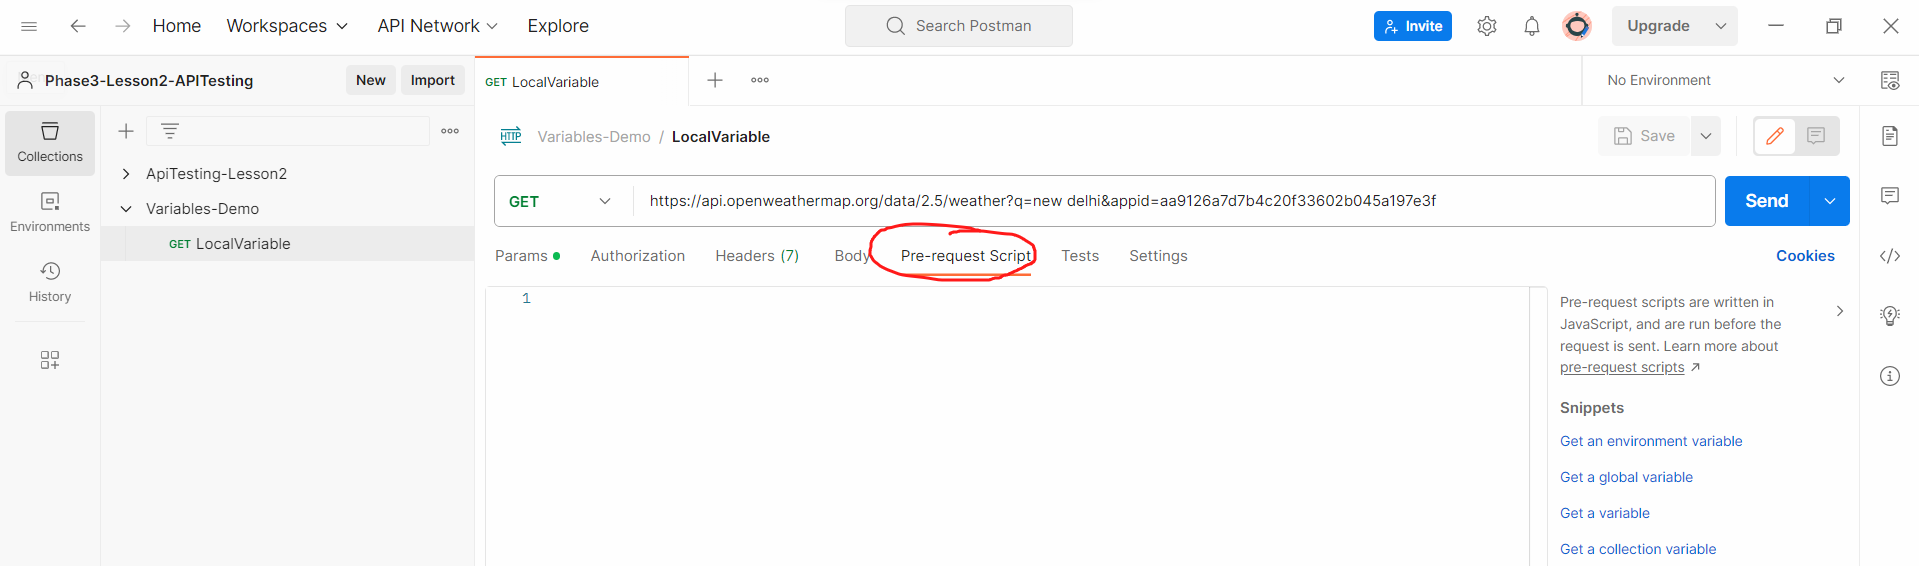 Home Workspaces API Network Explore Search Postman Invite Upgrade
Phase3-Lesson2-APITesting New Import GET LocalVariable No Environment
Collections
Environments
History
ApiTesting-Lesson2
Variables-Demo
GET LocalVariable
HTTP Variables-Demo / LocalVariable Save
GET https://api.openweathermap.org/data/2.5/weather?q=new delhi&appid=aa9126a7d7b4c20f33602b045a197e3f Send
Params Authorization Headers (7) Body Pre-request Script Tests Settings Cookies
1
Pre-request scripts are written in
JavaScript, and are run before the
request is sent. Learn more about
pre-request scripts ↗
Snippets
Get an environment variable
Get a global variable
Get a variable
Get a collection variable